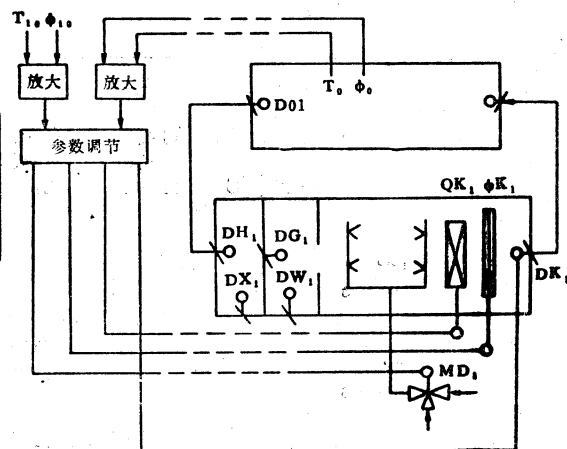 T₁₀ ϕ₁₀
放大 放大
T₀ ϕ₀
D01
参数调节
QK₁ ϕK₁
DH₁ DG₁
DX₁ DW₁
DK₁
MD₁